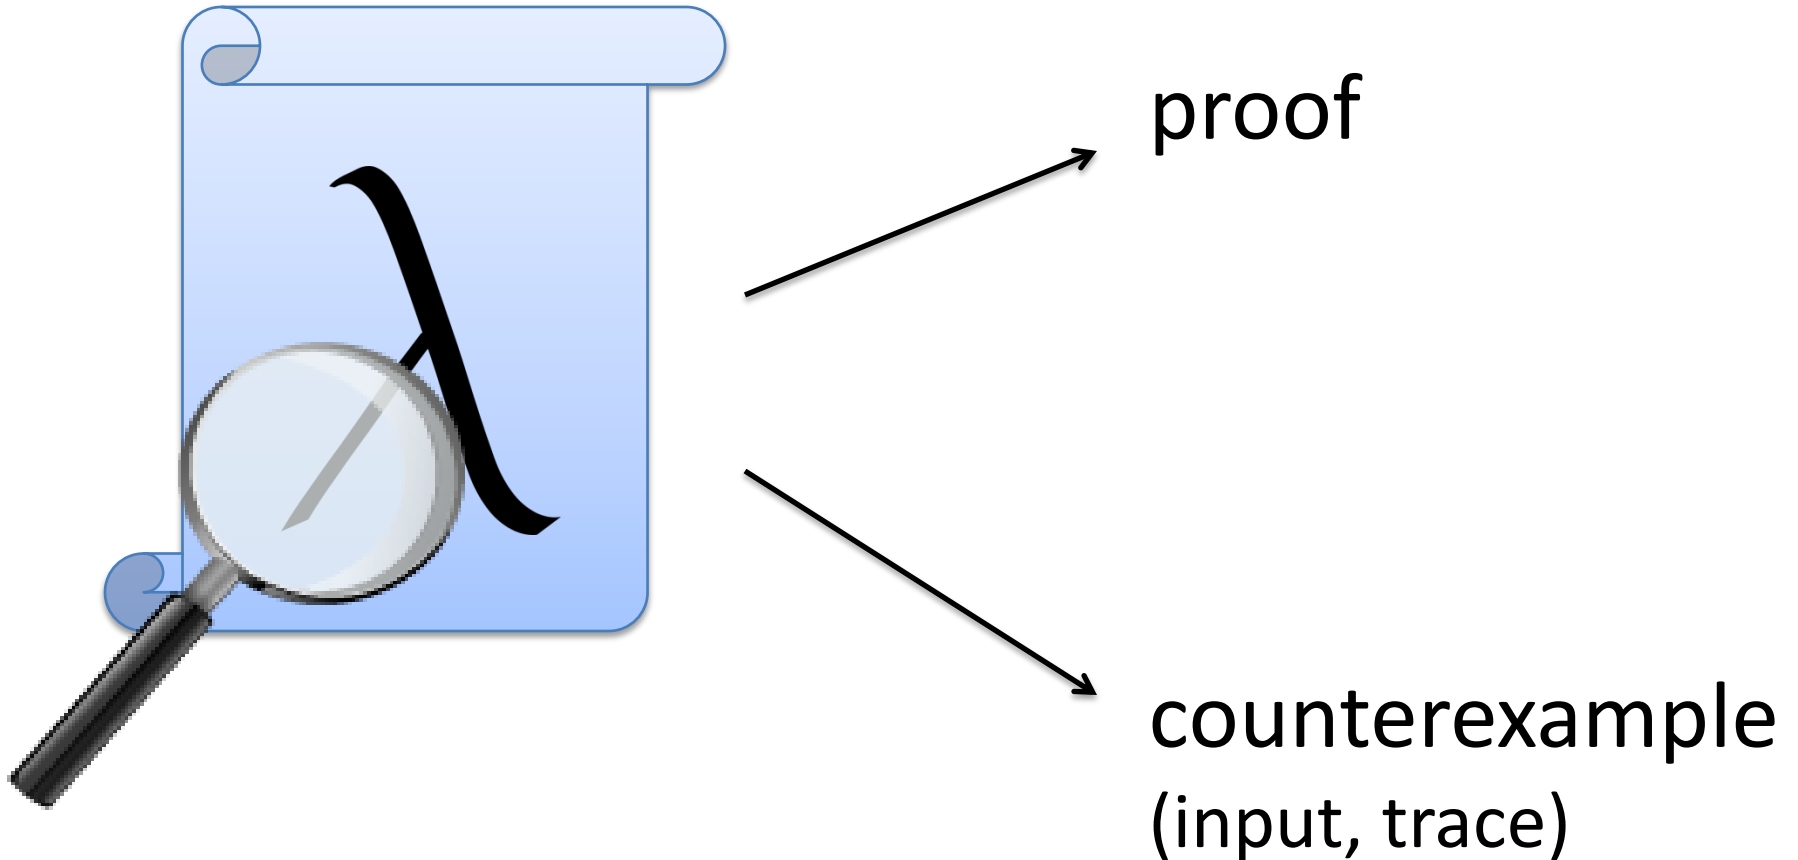 λ
proof
counterexample
(input, trace)